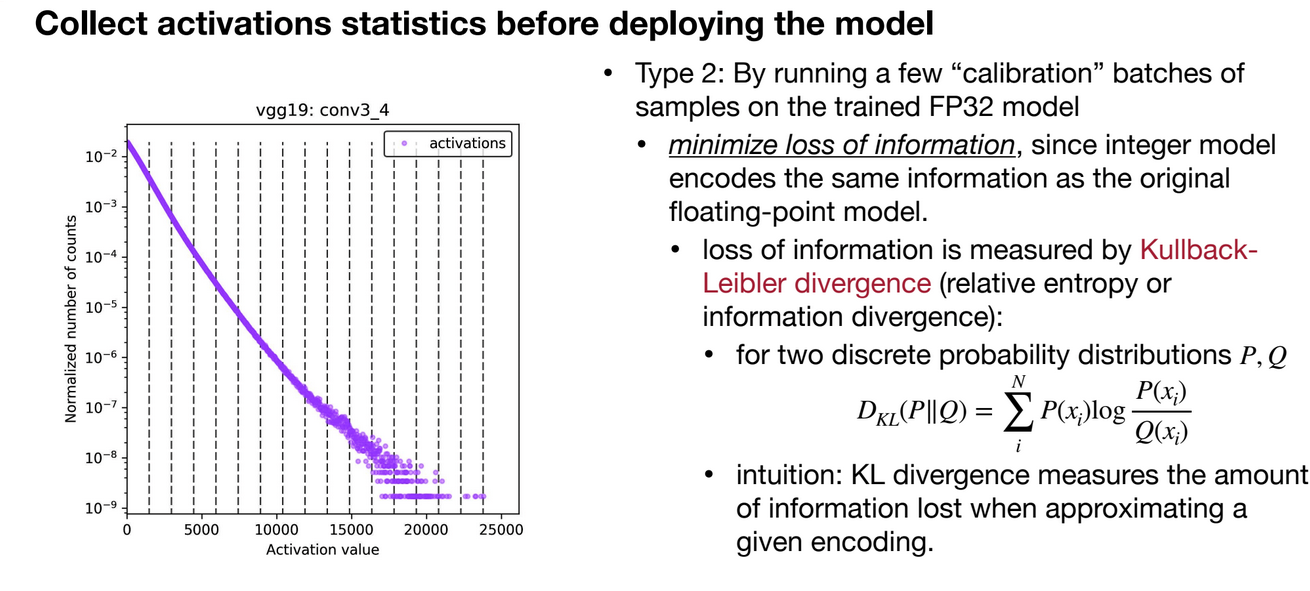 Collect activations statistics before deploying the model
vgg19: conv3_4
activations
Normalized number of counts
10⁻²
10⁻³
10⁻⁴
10⁻⁵
10⁻⁶
10⁻⁷
10⁻⁸
10⁻⁹
0 5000 10000 15000 20000 25000
Activation value
• Type 2: By running a few “calibration” batches of
samples on the trained FP32 model
• minimize loss of information, since integer model
encodes the same information as the original
floating-point model.
• loss of information is measured by Kullback-
Leibler divergence (relative entropy or
information divergence):
• for two discrete probability distributions P, Q
D_{KL}(P||Q) = \sum_{i}^{N} P(x_i)log \frac{P(x_i)}{Q(x_i)}
• intuition: KL divergence measures the amount
of information lost when approximating a
given encoding.